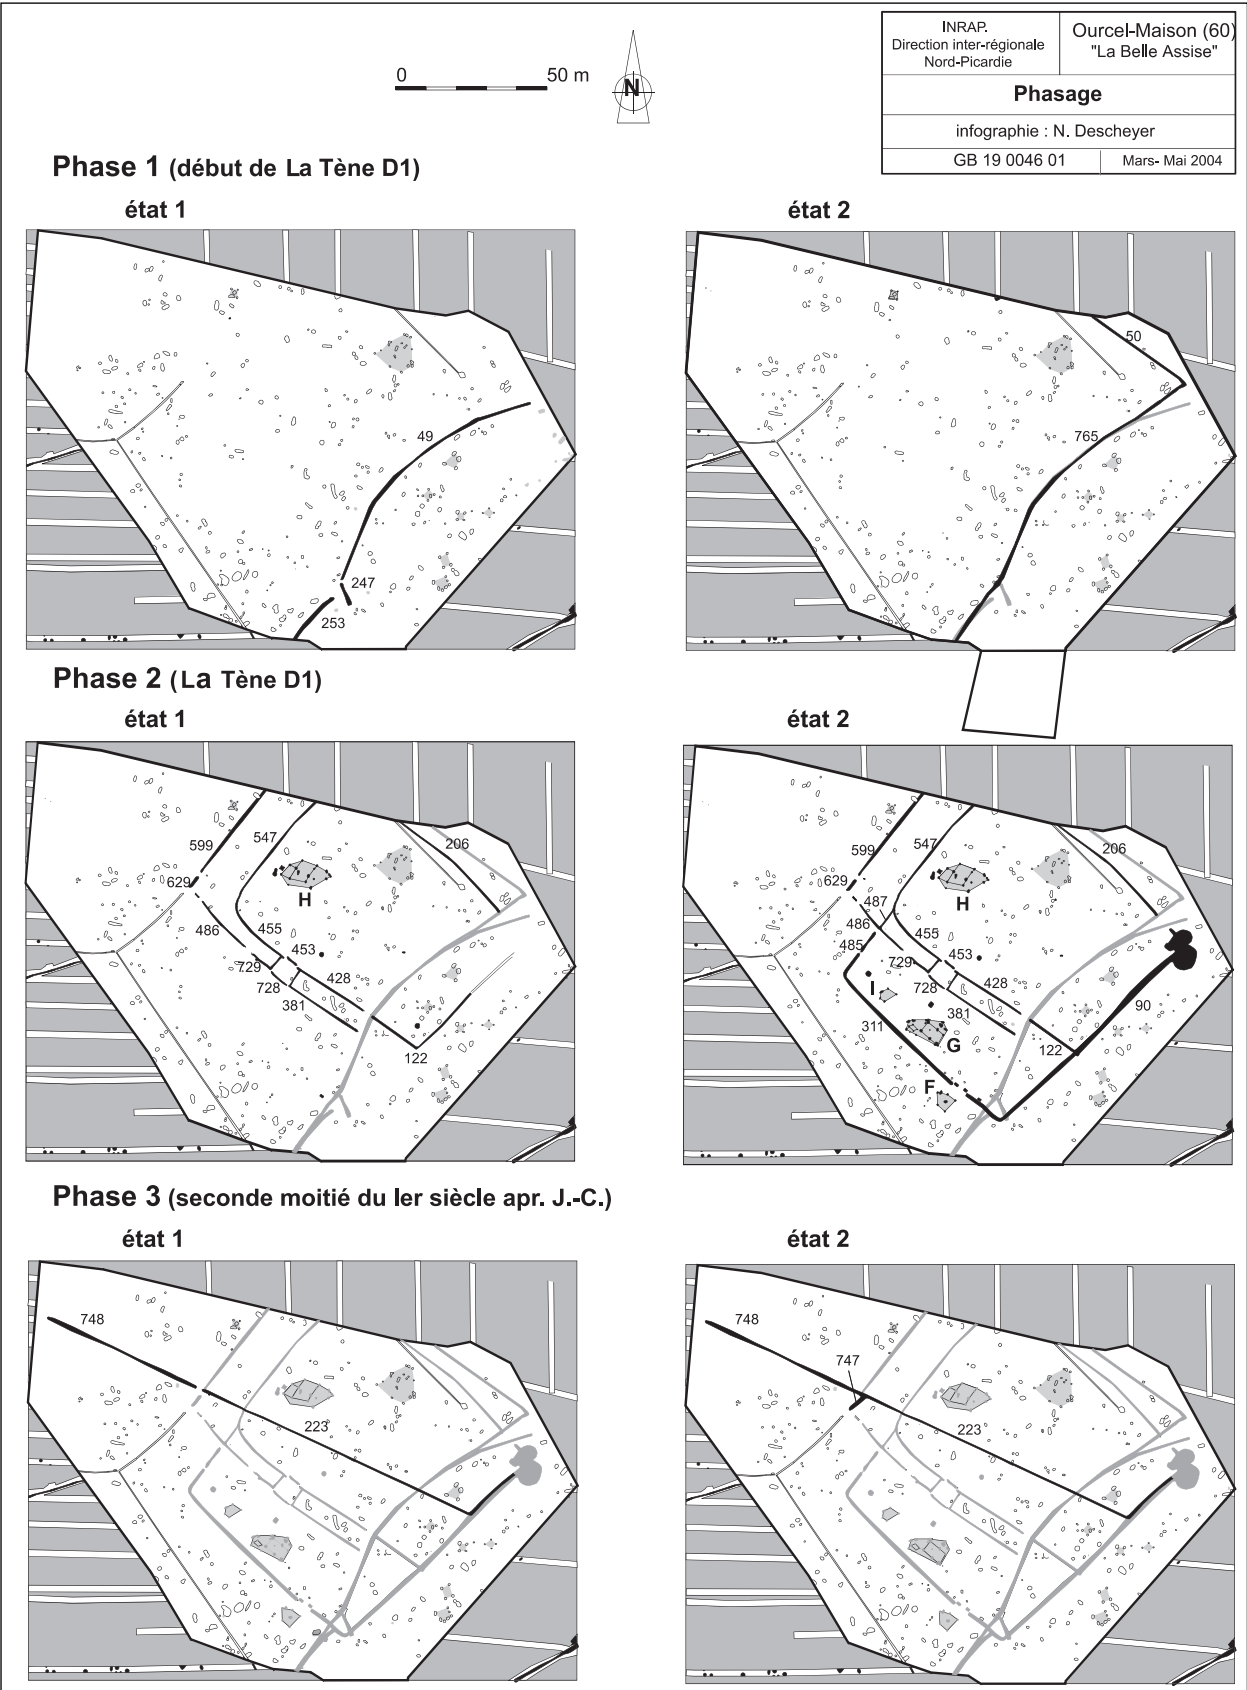 INRAP.
Direction inter-régionale
Nord-Picardie
Ourcel-Maison (60)
"La Belle Assise"
Phasage
infographie : N. Descheyer
GB 19 0046 01
Mars- Mai 2004
0
50 m
N
Phase 1 (début de La Tène D1)
état 1
49
247
253
état 2
50
765
Phase 2 (La Tène D1)
état 1
599
547
206
629
H
486
455
453
729
728
428
381
122
état 2
599
547
206
629
487
H
486
455
485
453
729
I
728
428
381
90
311
G
122
F
Phase 3 (seconde moitié du Ier siècle apr. J.-C.)
état 1
748
223
état 2
748
747
223